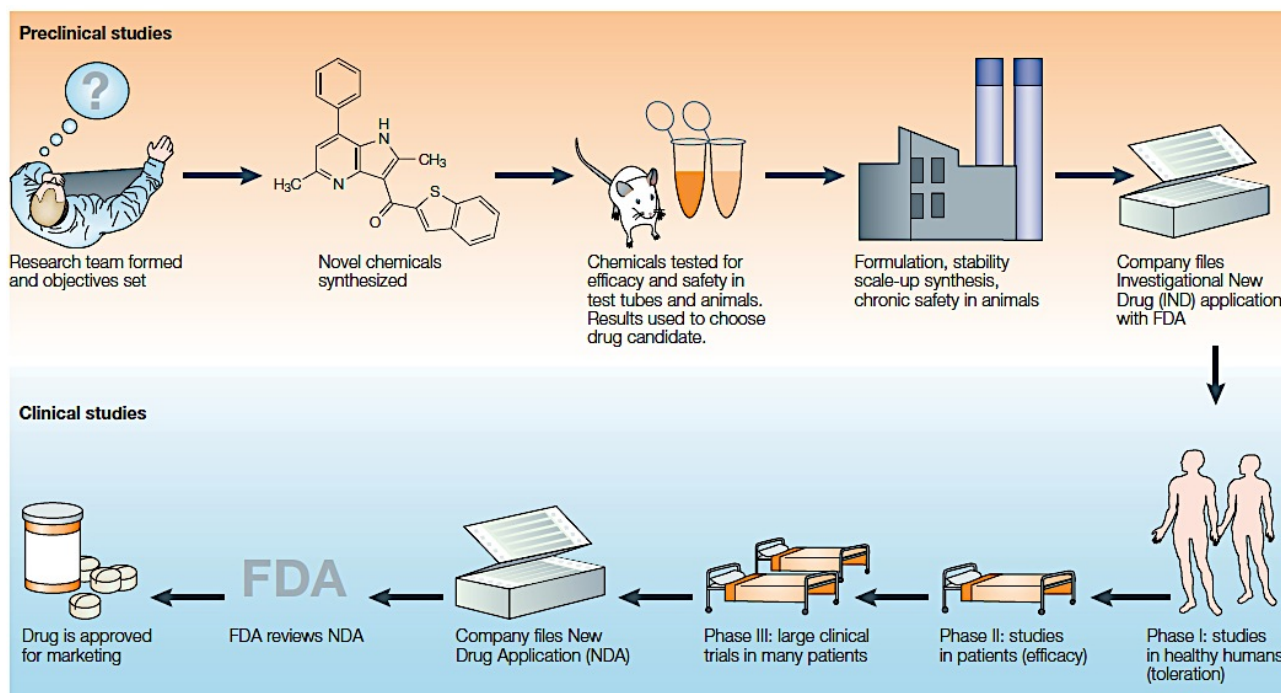 Preclinical studies
?
H
N
CH₃
H₃C
N
S
O
Research team formed
and objectives set
Novel chemicals
synthesized
Chemicals tested for
efficacy and safety in
test tubes and animals.
Results used to choose
drug candidate.
Formulation, stability
scale-up synthesis,
chronic safety in animals
Company files
Investigational New
Drug (IND) application
with FDA
Clinical studies
FDA
Drug is approved
for marketing
FDA reviews NDA
Company files New
Drug Application (NDA)
Phase III: large clinical
trials in many patients
Phase II: studies
in patients (efficacy)
Phase I: studies
in healthy humans
(toleration)